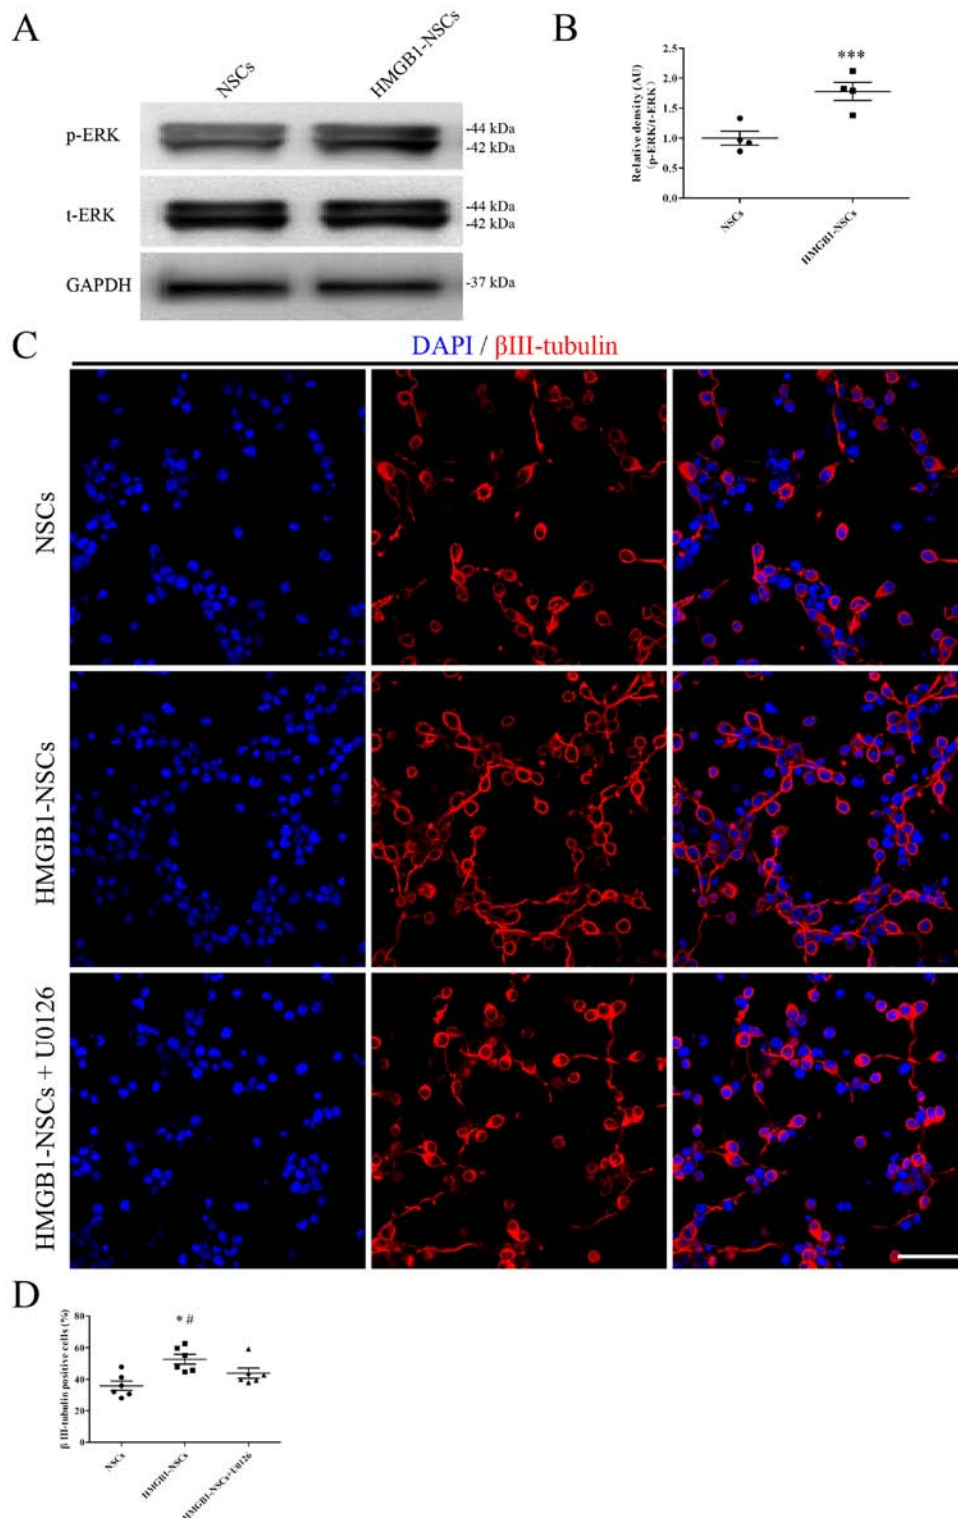 A
NSCs
HMGB1-NSCs
p-ERK
-44 kDa
-42 kDa
t-ERK
-44 kDa
-42 kDa
GAPDH
-37 kDa
B
Relative density (AU)
(p-ERK/t-ERK)
2.5
2.0
1.5
1.0
0.5
0.0
***
NSCs
HMGB1-NSCs
C
DAPI / βIII-tubulin
NSCs
HMGB1-NSCs
HMGB1-NSCs + U0126
D
β III-tubulin positive cells (%)
80
60
40
20
0
* #
NSCs
HMGB1-NSCs
HMGB1-NSCs+U0126